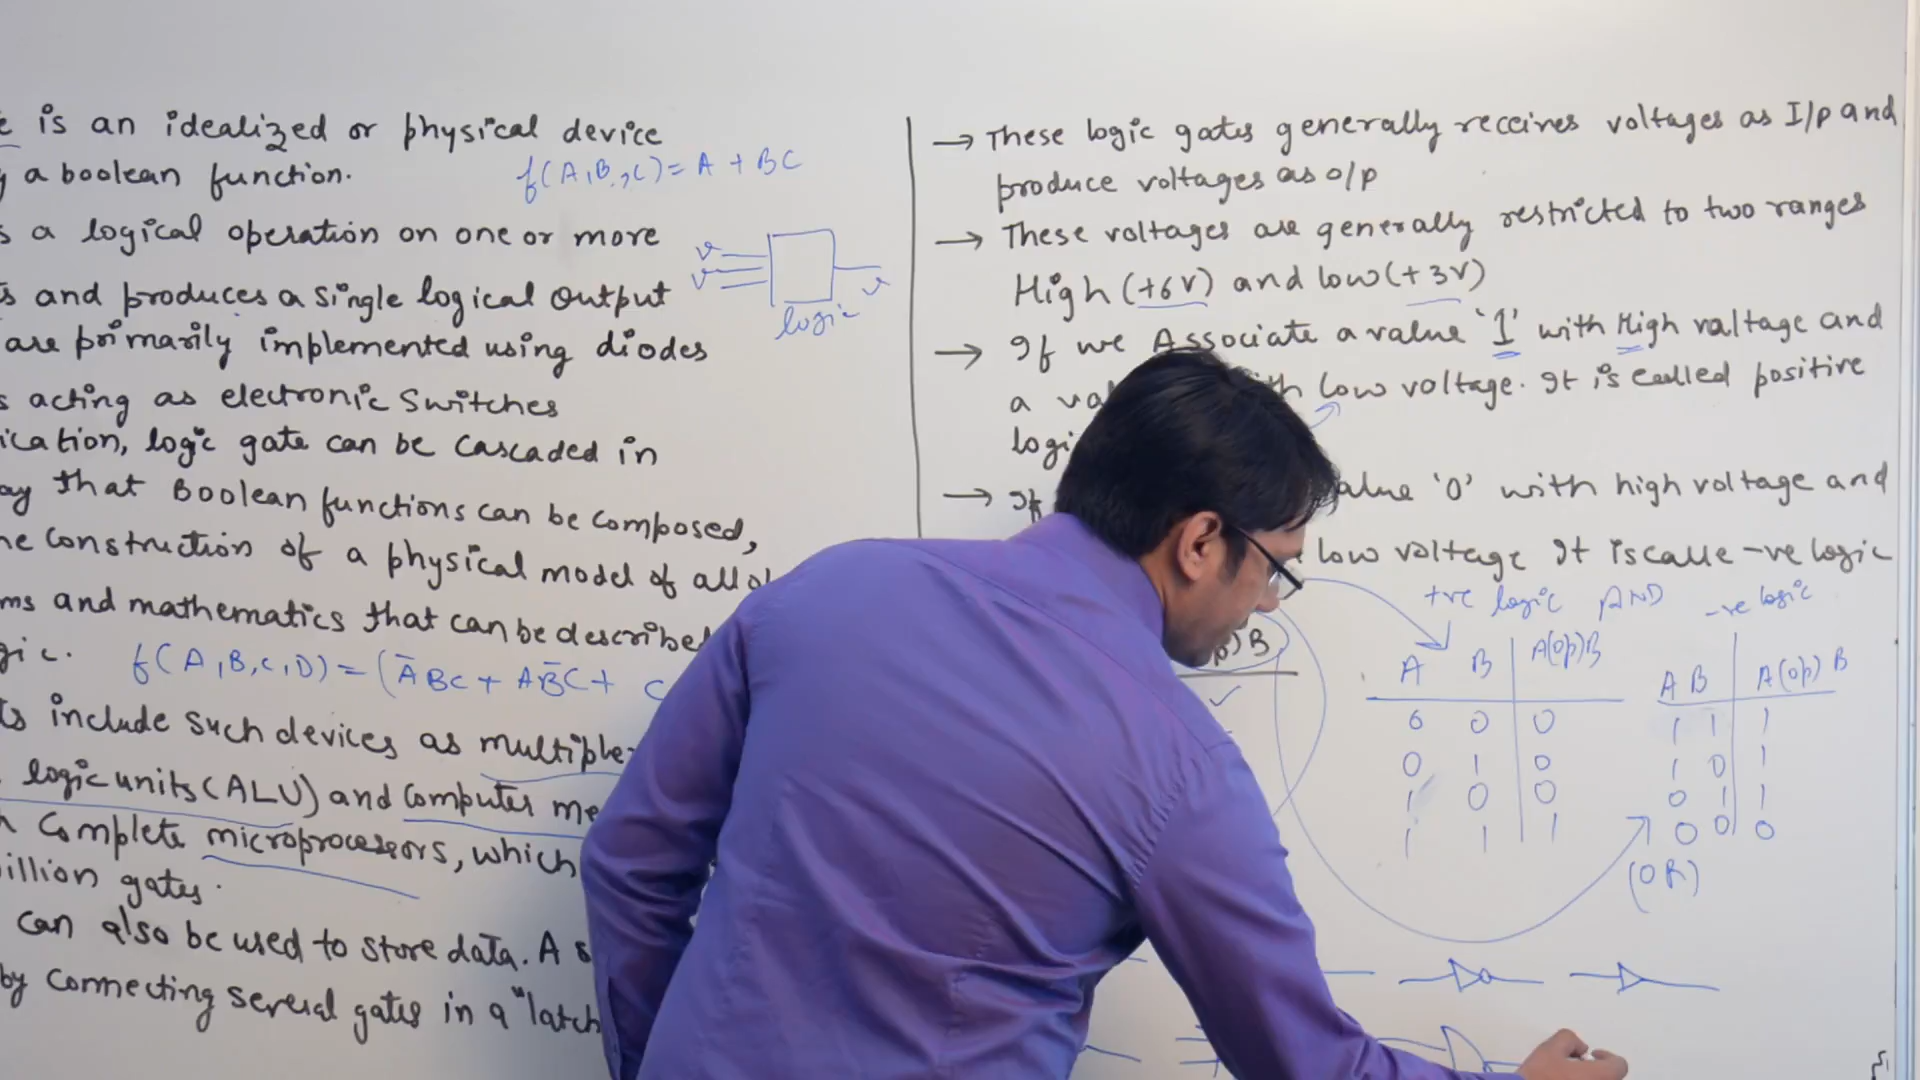 is an idealized or physical device
a boolean function.
f(A,B,C) = A + BC
a logical operation on one or more
and produces a single logical output
logic
are primarily implemented using diodes
acting as electronic switches
logic gate can be cascaded in
that Boolean functions can be composed,
construction of a physical model of all
and mathematics that can be described
f(A,B,C,D) = (A̅BC + AB̅C + C
include such devices as multiple
logic units (ALU) and computer me
complete microprocessors, which
gates.
can also be used to store data. A s
by connecting several gates in a "latch
→ These logic gates generally receives voltages as I/p and
produce voltages as o/p
→ These voltages are generally restricted to two ranges
High (+6V) and low (+3V)
→ If we Associate a value '1' with High voltage and
a va th low voltage. It is called positive
logi
→ If alue '0' with high voltage and
low voltage It is calle -ve logic
+ve logic AND
A B A(op)B
0 0 0
0 1 0
1 0 0
1 1 1
-ve logic
A B A(op) B
1 1 1
1 0 1
0 1 1
0 0 0
(OR)
) B